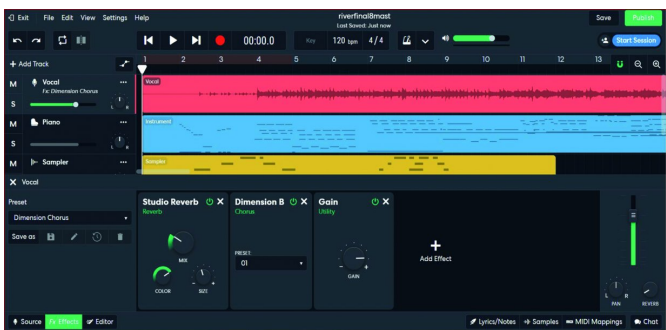 Exit File Edit View Settings Help
riverfinal8mast
Last Saved: Just now
Save Publish
00:00.0 Key 120 bpm 4/4
Start Session
+ Add Track 1 2 3 4 5 6 7 8 9 10 11 12 13
M Vocal ... Vocal
Fx: Dimension Chorus
S L R
M Piano ... Instrument
S L R
M Sampler ... Sampler
X Vocal
Preset
Dimension Chorus
Save as
Studio Reverb X
Reverb
MIX
COLOR
- + SIZE
Dimension B X
Chorus
PRESET
01
Gain X
Utility
- +
GAIN
+
Add Effect
L R
PAN REVERB
Source Fx Effects Editor
Lyrics/Notes Samples MIDI Mappings Chat